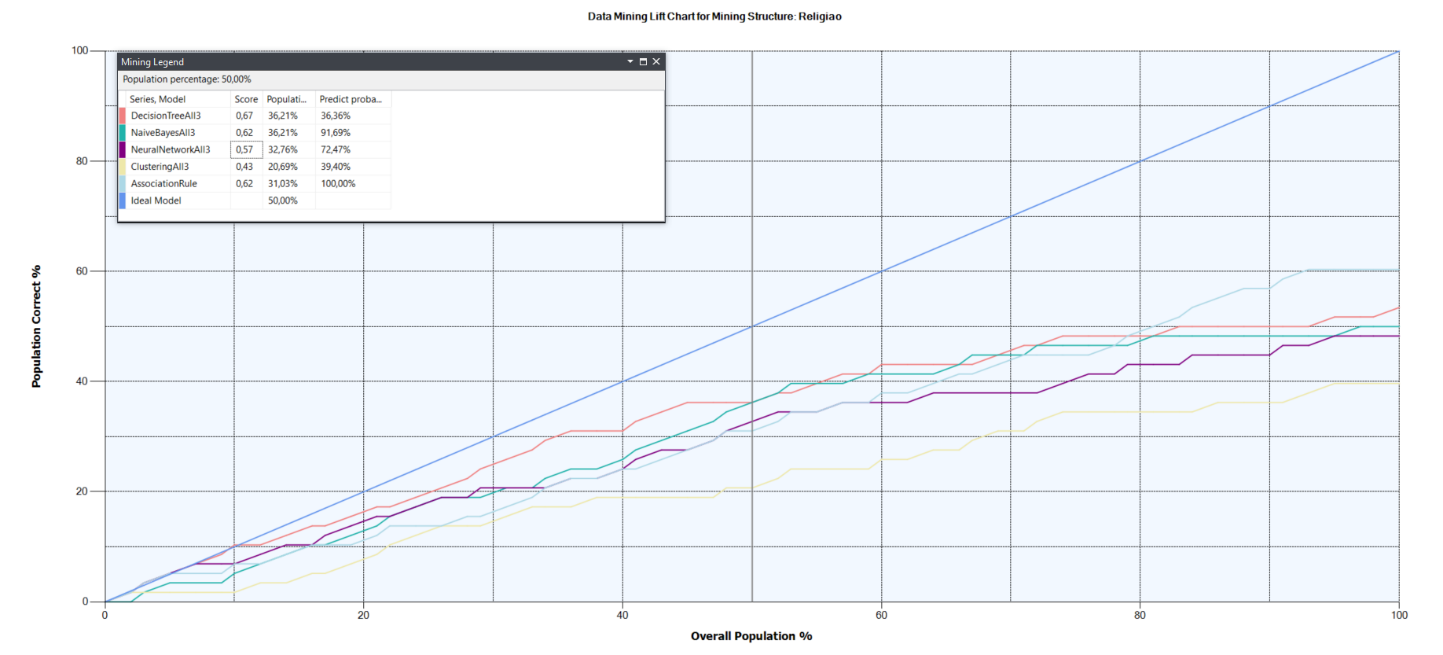 Data Mining Lift Chart for Mining Structure: Religiao
100
Mining Legend
Population percentage: 50,00%
Series, Model Score Populati... Predict proba...
DecisionTreeAll3 0,67 36,21% 36,36%
NaiveBayesAll3 0,62 36,21% 91,69%
NeuralNetworkAll3 0,57 32,76% 72,47%
ClusteringAll3 0,43 20,69% 39,40%
AssociationRule 0,62 31,03% 100,00%
Ideal Model 50,00%
80
60
40
20
0
Population Correct %
0 20 40 60 80 100
Overall Population %